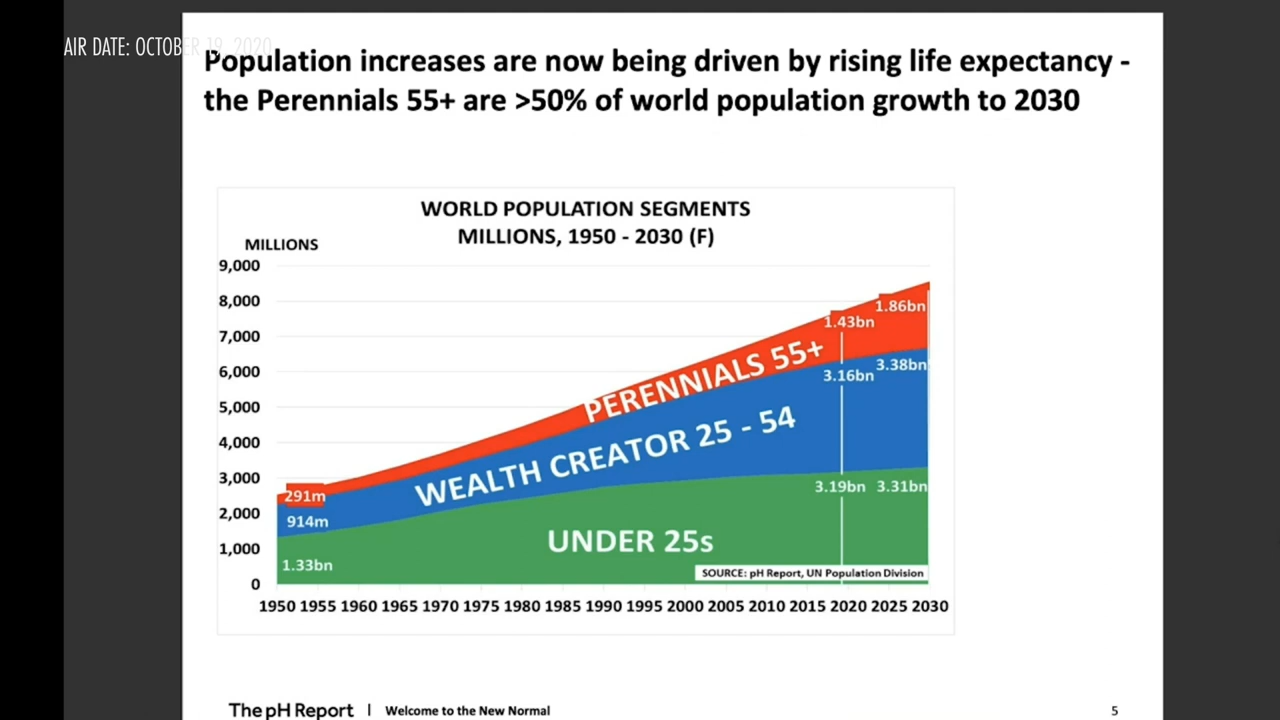 AIR DATE: OCTOBER 19, 2020
Population increases are now being driven by rising life expectancy -
the Perennials 55+ are >50% of world population growth to 2030
WORLD POPULATION SEGMENTS
MILLIONS, 1950 - 2030 (F)
MILLIONS
9,000
8,000
7,000
6,000
5,000
4,000
3,000
2,000
1,000
0
1.86bn
1.43bn
PERENNIALS 55+
3.38bn
3.16bn
WEALTH CREATOR 25 - 54
3.19bn 3.31bn
291m
914m
UNDER 25s
1.33bn
SOURCE: pH Report, UN Population Division
1950 1955 1960 1965 1970 1975 1980 1985 1990 1995 2000 2005 2010 2015 2020 2025 2030
The pH Report | Welcome to the New Normal 5